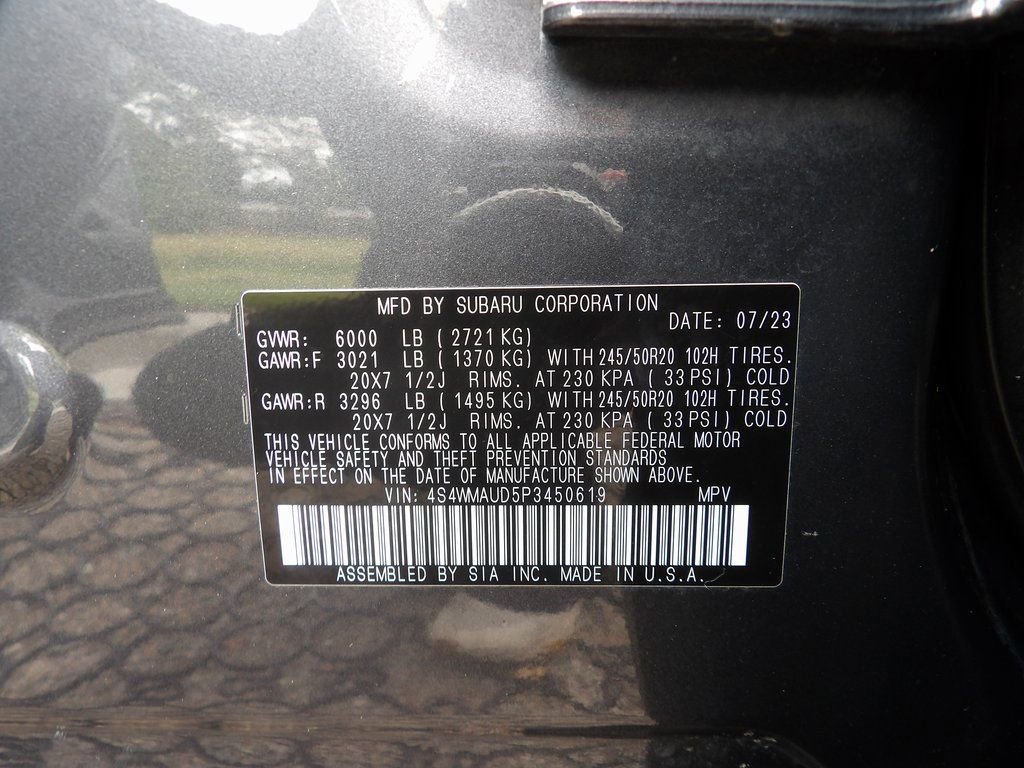 MFD BY SUBARU CORPORATION
DATE: 07/23
GVWR: 6000 LB ( 2721 KG)
GAWR:F 3021 LB ( 1370 KG) WITH 245/50R20 102H TIRES.
20X7 1/2J RIMS. AT 230 KPA ( 33 PSI) COLD
GAWR:R 3296 LB ( 1495 KG) WITH 245/50R20 102H TIRES.
20X7 1/2J RIMS. AT 230 KPA ( 33 PSI) COLD
THIS VEHICLE CONFORMS TO ALL APPLICABLE FEDERAL MOTOR
VEHICLE SAFETY AND THEFT PREVENTION STANDARDS
IN EFFECT ON THE DATE OF MANUFACTURE SHOWN ABOVE.
VIN: 4S4WMAUD5P3450619 MPV
ASSEMBLED BY SIA INC. MADE IN U.S.A.